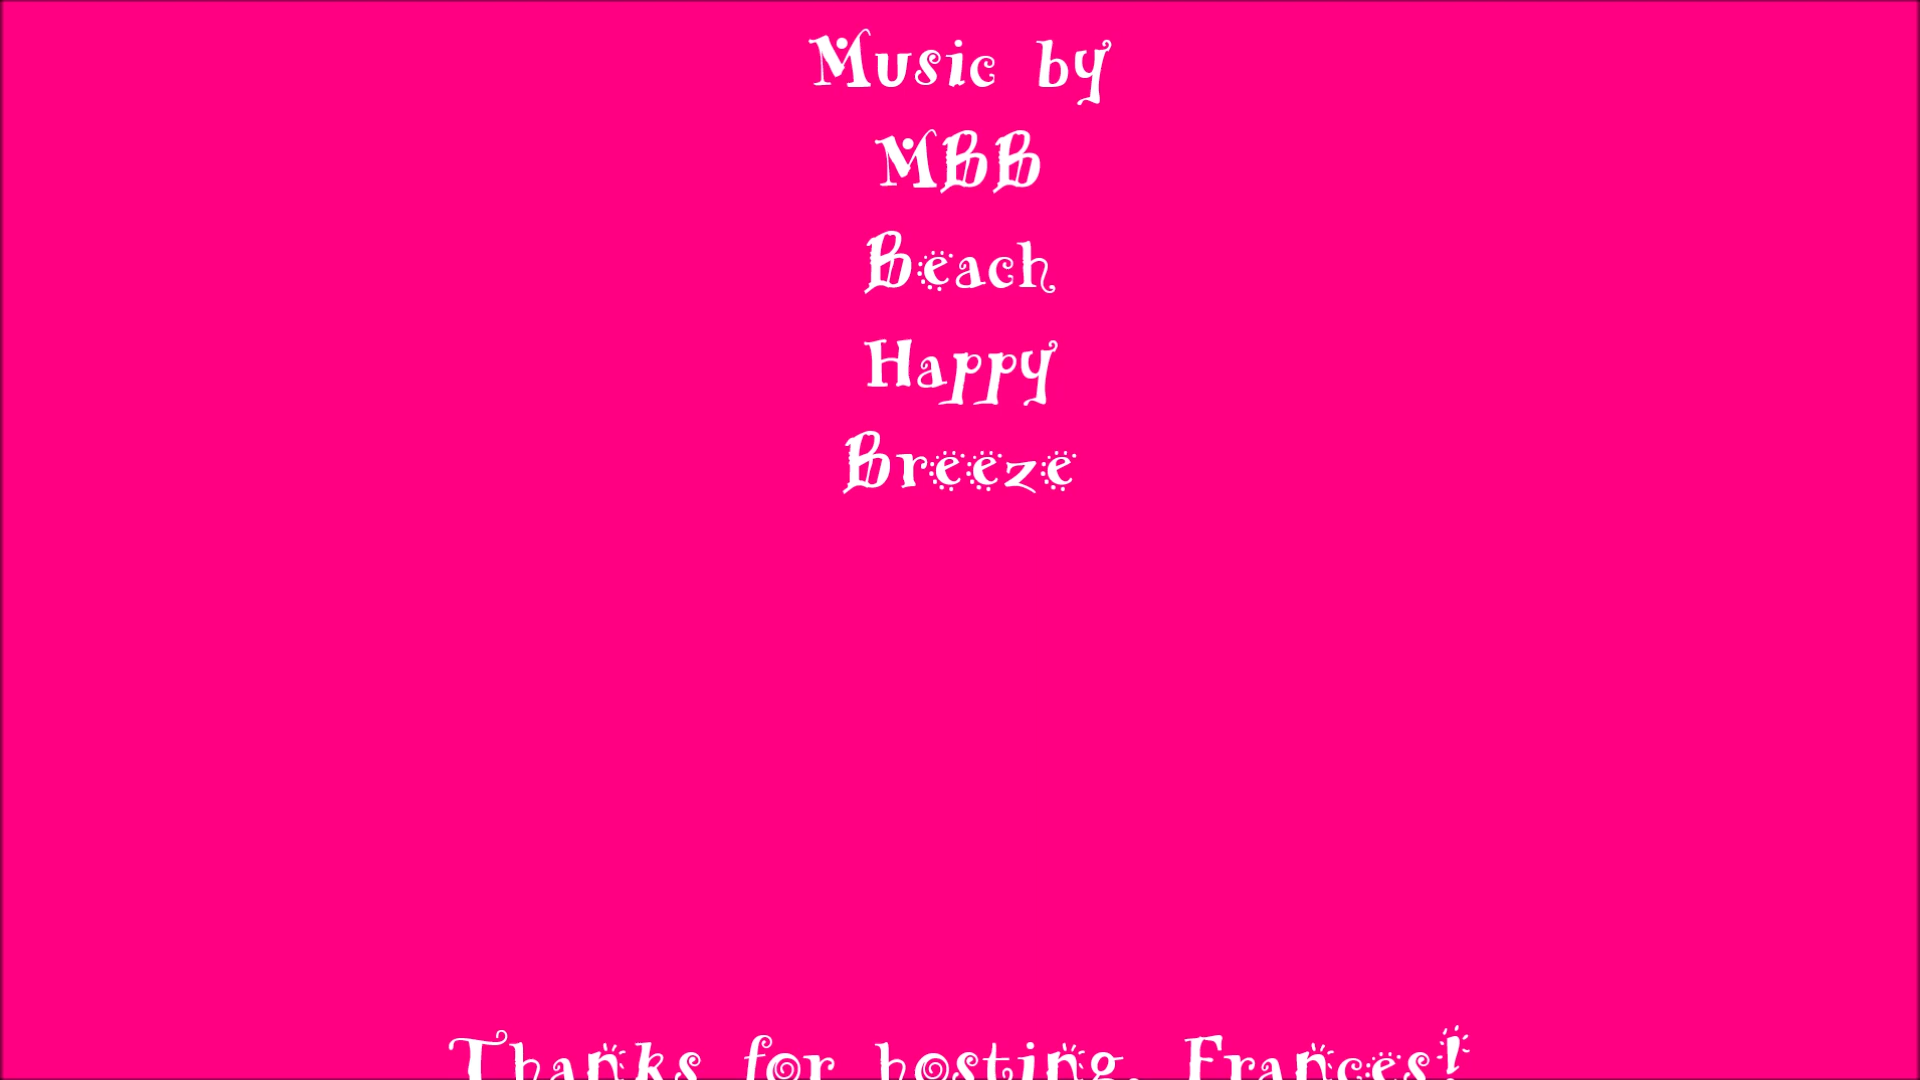 Music by
MBB
Beach
Happy
Breeze
Thanks for hosting, Frances!